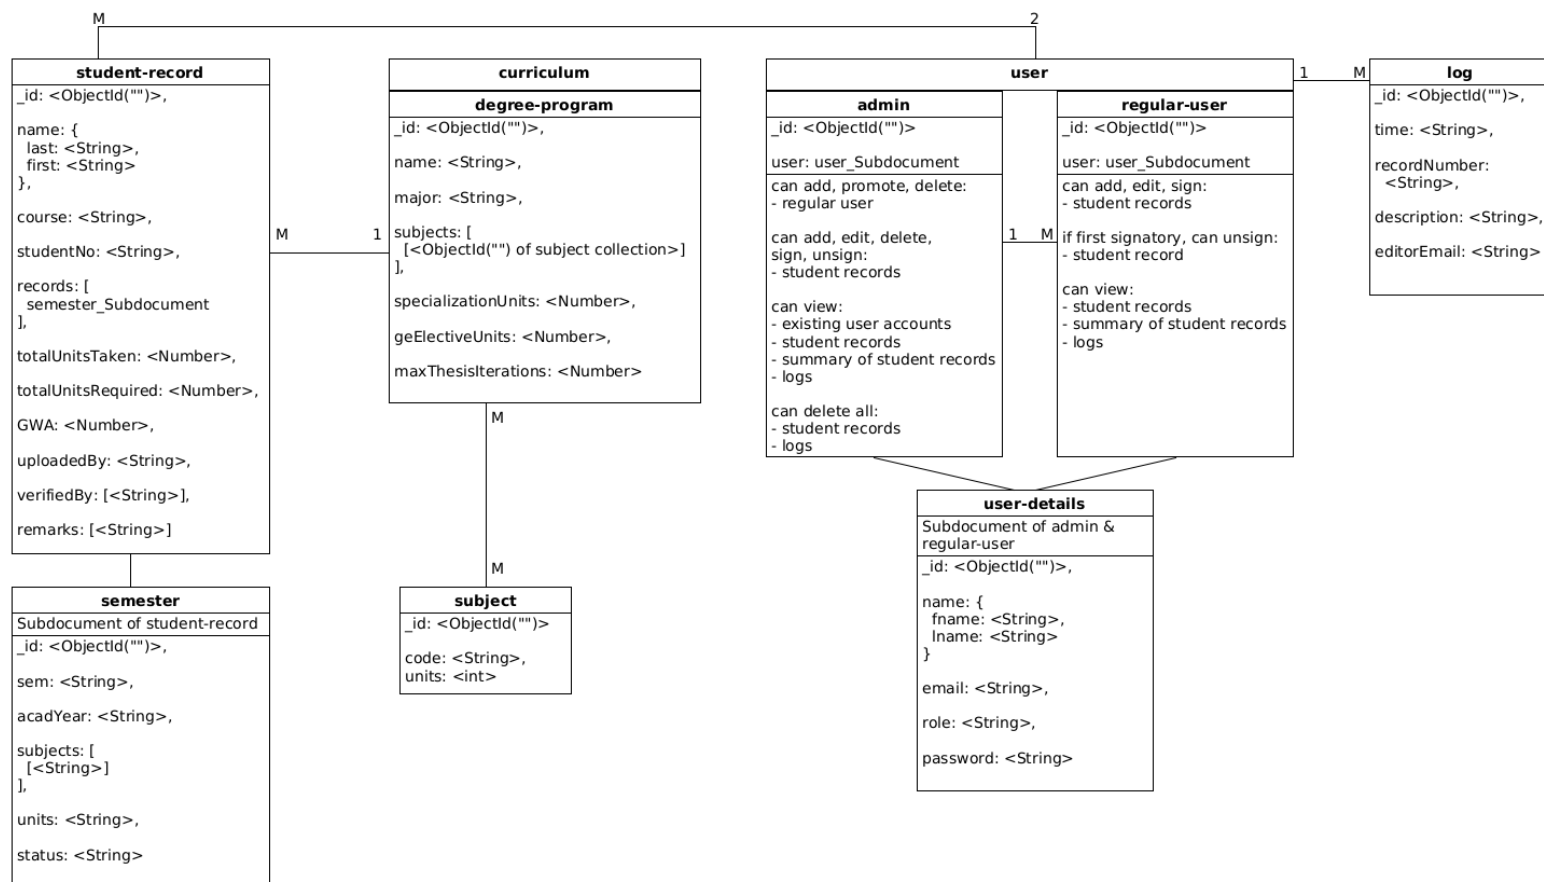 M
2
student-record
_id: <ObjectId("")>,
name: {
last: <String>,
first: <String>
},
course: <String>,
studentNo: <String>,
records: [
semester_Subdocument
],
totalUnitsTaken: <Number>,
totalUnitsRequired: <Number>,
GWA: <Number>,
uploadedBy: <String>,
verifiedBy: [<String>],
remarks: [<String>]
M
1
curriculum
degree-program
_id: <ObjectId("")>,
name: <String>,
major: <String>,
subjects: [
[<ObjectId("") of subject collection>]
],
specializationUnits: <Number>,
geElectiveUnits: <Number>,
maxThesisIterations: <Number>
M
M
user
admin
_id: <ObjectId("")>
user: user_Subdocument
can add, promote, delete:
- regular user
can add, edit, delete,
sign, unsign:
- student records
can view:
- existing user accounts
- student records
- summary of student records
- logs
can delete all:
- student records
- logs
1
M
regular-user
_id: <ObjectId("")>
user: user_Subdocument
can add, edit, sign:
- student records
if first signatory, can unsign:
- student record
can view:
- student records
- summary of student records
- logs
1
M
log
_id: <ObjectId("")>,
time: <String>,
recordNumber:
<String>,
description: <String>,
editorEmail: <String>
semester
Subdocument of student-record
_id: <ObjectId("")>,
sem: <String>,
acadYear: <String>,
subjects: [
[<String>]
],
units: <String>,
status: <String>
subject
_id: <ObjectId("")>
code: <String>,
units: <int>
user-details
Subdocument of admin &
regular-user
_id: <ObjectId("")>,
name: {
fname: <String>,
lname: <String>
}
email: <String>,
role: <String>,
password: <String>